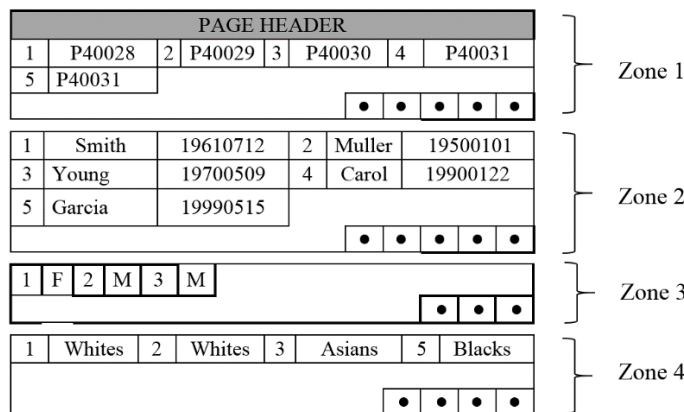 PAGE HEADER
1 P40028 2 P40029 3 P40030 4 P40031
5 P40031
Zone 1
1 Smith 19610712 2 Muller 19500101
3 Young 19700509 4 Carol 19900122
5 Garcia 19990515
Zone 2
1 F 2 M 3 M
Zone 3
1 Whites 2 Whites 3 Asians 5 Blacks
Zone 4